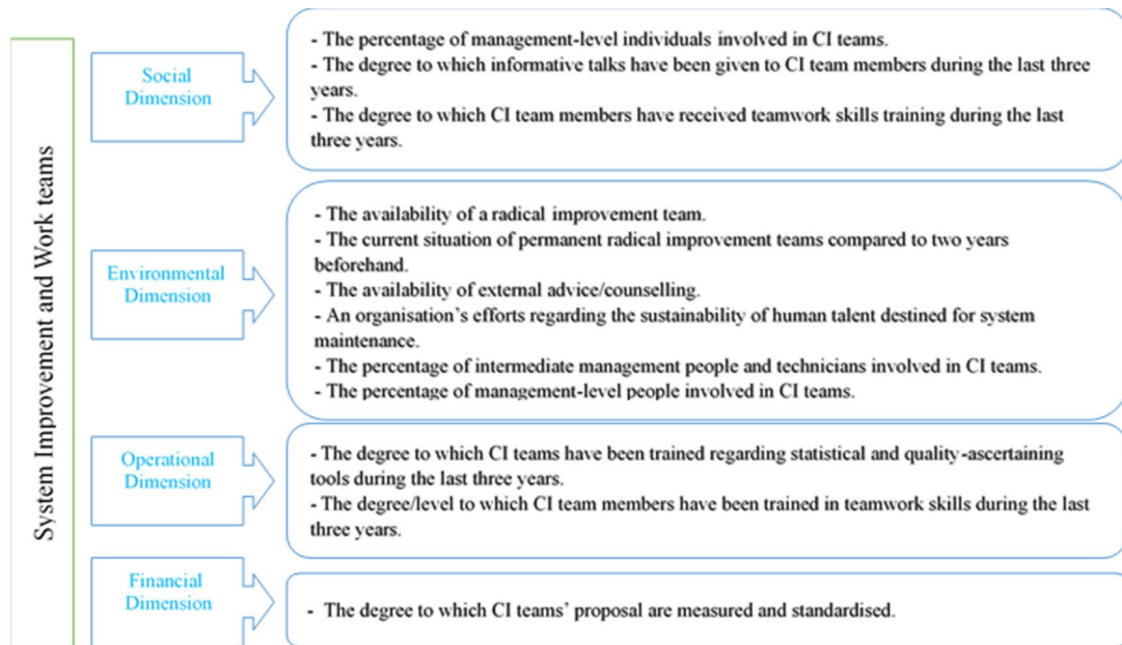 System Improvement and Work teams
Social
Dimension
- The percentage of management-level individuals involved in CI teams.
- The degree to which informative talks have been given to CI team members during the last three
years.
- The degree to which CI team members have received teamwork skills training during the last
three years.
Environmental
Dimension
- The availability of a radical improvement team.
- The current situation of permanent radical improvement teams compared to two years
beforehand.
- The availability of external advice/counselling.
- An organisation's efforts regarding the sustainability of human talent destined for system
maintenance.
- The percentage of intermediate management people and technicians involved in CI teams.
- The percentage of management-level people involved in CI teams.
Operational
Dimension
- The degree to which CI teams have been trained regarding statistical and quality-ascertaining
tools during the last three years.
- The degree/level to which CI team members have been trained in teamwork skills during the last
three years.
Financial
Dimension
- The degree to which CI teams' proposal are measured and standardised.